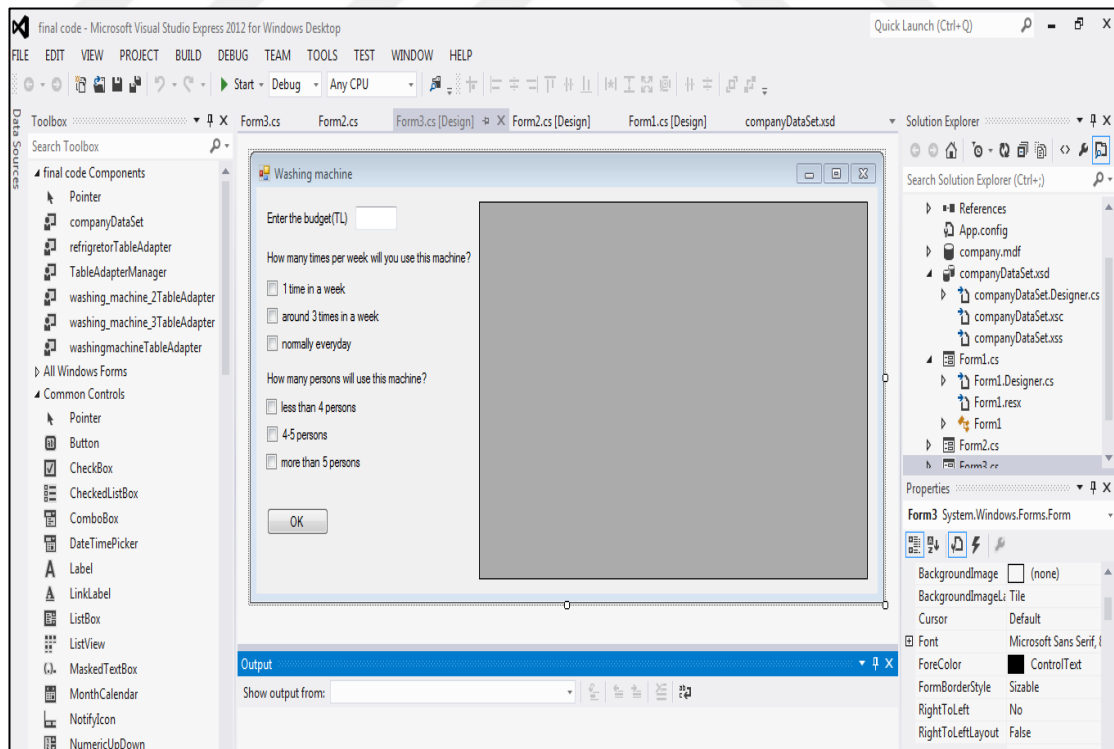 final code - Microsoft Visual Studio Express 2012 for Windows Desktop
Quick Launch (Ctrl+Q)
FILE EDIT VIEW PROJECT BUILD DEBUG TEAM TOOLS TEST WINDOW HELP
Start Debug Any CPU
Data Sources
Toolbox
Search Toolbox
final code Components
Pointer
companyDataSet
refrigretorTableAdapter
TableAdapterManager
washing_machine_2TableAdapter
washing_machine_3TableAdapter
washingmachineTableAdapter
All Windows Forms
Common Controls
Pointer
Button
CheckBox
CheckedListBox
ComboBox
DateTimePicker
Label
LinkLabel
ListBox
ListView
MaskedTextBox
MonthCalendar
NotifyIcon
NumericUpDown
Form3.cs Form2.cs Form3.cs [Design] Form2.cs [Design] Form1.cs [Design] companyDataSet.xsd
Washing machine
Enter the budget(TL)
How many times per week will you use this machine?
1 time in a week
around 3 times in a week
normally everyday
How many persons will use this machine?
less than 4 persons
4-5 persons
more than 5 persons
OK
Output
Show output from:
Solution Explorer
Search Solution Explorer (Ctrl+;)
References
App.config
company.mdf
companyDataSet.xsd
companyDataSet.Designer.cs
companyDataSet.xsc
companyDataSet.xss
Form1.cs
Form1.Designer.cs
Form1.resx
Form1
Form2.cs
Form3.cs
Properties
Form3 System.Windows.Forms.Form
BackgroundImage (none)
BackgroundImageLa Tile
Cursor Default
Font Microsoft Sans Serif, 8
ForeColor ControlText
FormBorderStyle Sizable
RightToLeft No
RightToLeftLayout False